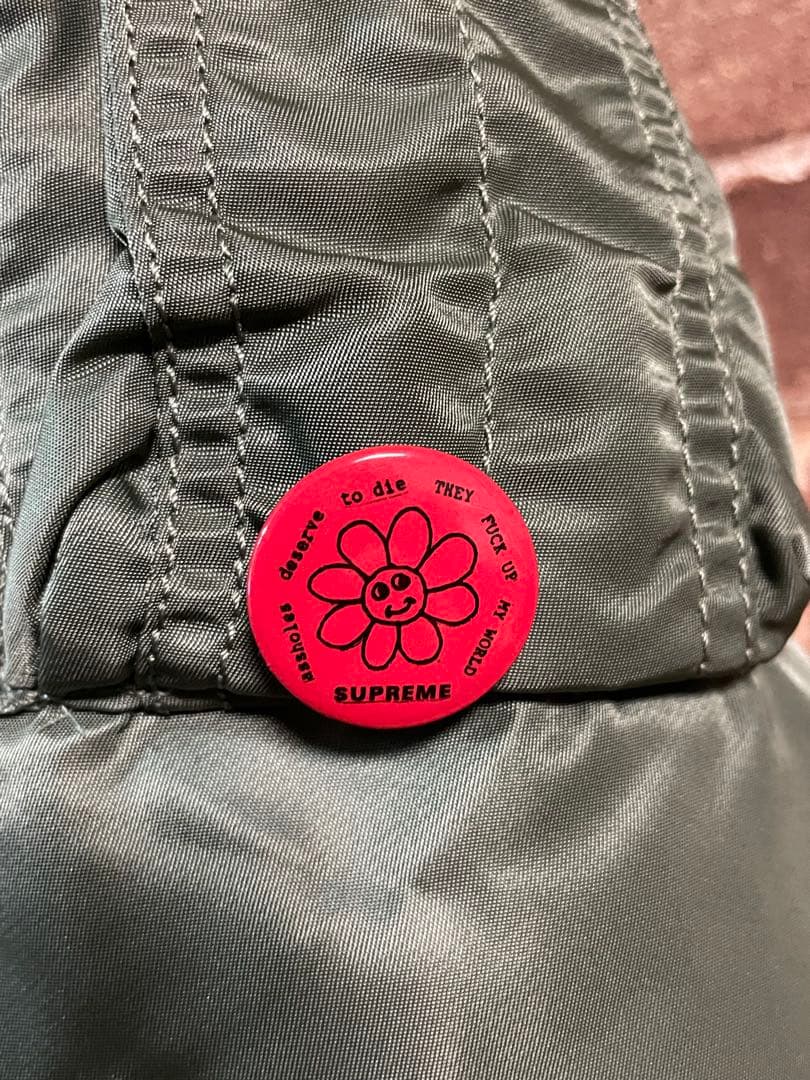 assholes deserve to die THEY FUCK UP MY WORLD
SUPREME